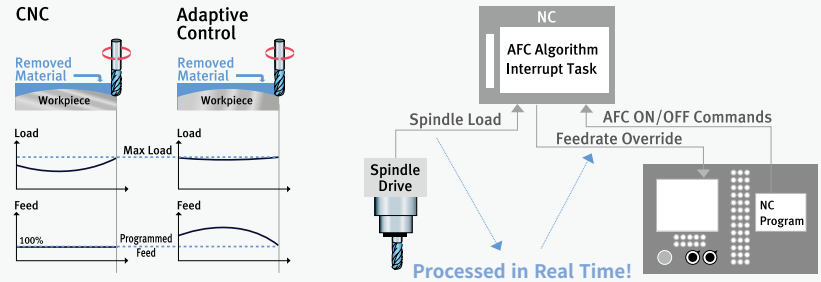 CNC
Adaptive
Control
Removed
Material
Workpiece
Removed
Material
Workpiece
Load
Max Load
Load
Feed
100%
Programmed
Feed
Feed
NC
AFC Algorithm
Interrupt Task
Spindle Load
AFC ON/OFF Commands
Feedrate Override
Spindle
Drive
NC
Program
Processed in Real Time!